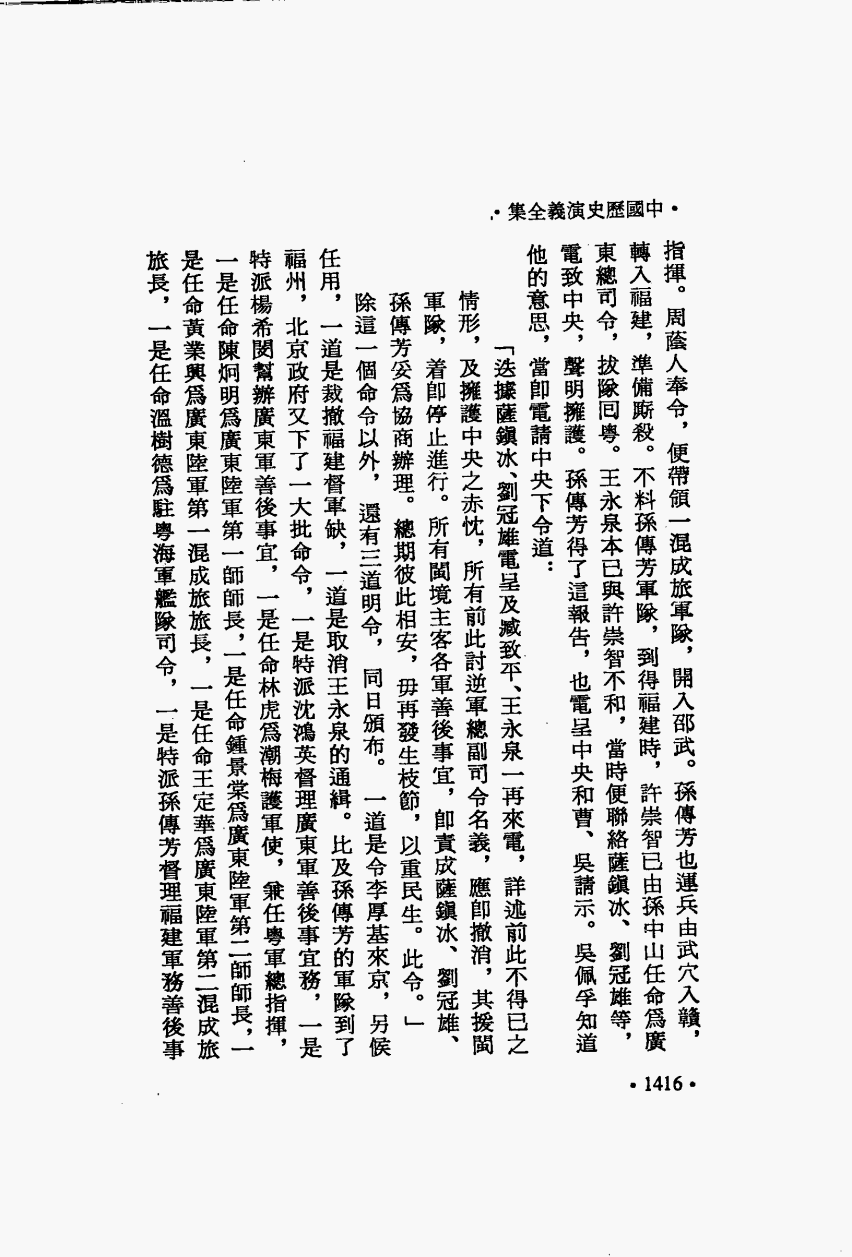 •中國歷史演義全集•
指揮。周蔭人奉令，便帶領一混成旅軍隊，開入邵武。孫傳芳也連兵由武穴入贛，
轉入福建，準備厮殺。不料孫傳芳軍隊，到得福建時，許崇智已由孫中山任命爲廣
東總司令，拔隊回粵。王永泉本已與許崇智不和，當時便聯絡薩鎭冰、劉冠雄等，
電致中央，聲明擁護。孫傳芳得了這報告，也電呈中央和曹、吳請示。吳佩孚知道
他的意思，當卽電請中央下令道：
「迭據薩鎭冰、劉冠雄電呈及臧致平、王永泉一再來電，詳述前此不得已之
情形，及擁護中央之赤忱，所有前此討逆軍總副司令名義，應卽撤消，其援閩
軍隊，着卽停止進行。所有閩境主客各軍善後事宜，卽責成薩鎭冰、劉冠雄、
孫傳芳妥爲協商辦理。總期彼此相安，毋再發生枝節，以重民生。此令。」
除這一個命令以外，還有三道明令，同日頒布。一道是令李厚基來京，另候
任用，一道是裁撤福建督軍缺，一道是取消王永泉的通緝。比及孫傳芳的軍隊到了
福州，北京政府又下了一大批命令，一是特派沈鴻英督理廣東軍善後事宜務，一是
特派楊希閔幫辦廣東軍善後事宜，一是任命林虎爲潮梅護軍使，兼任粵軍總指揮，
一是任命陳炯明爲廣東陸軍第一師師長，一是任命鍾景棠爲廣東陸軍第二師師長，一
是任命黃業興爲廣東陸軍第一混成旅旅長，一是任命王定華爲廣東陸軍第二混成旅
旅長，一是任命溫樹德爲駐粵海軍艦隊司令，一是特派孫傳芳督理福建軍務善後事
•1416•